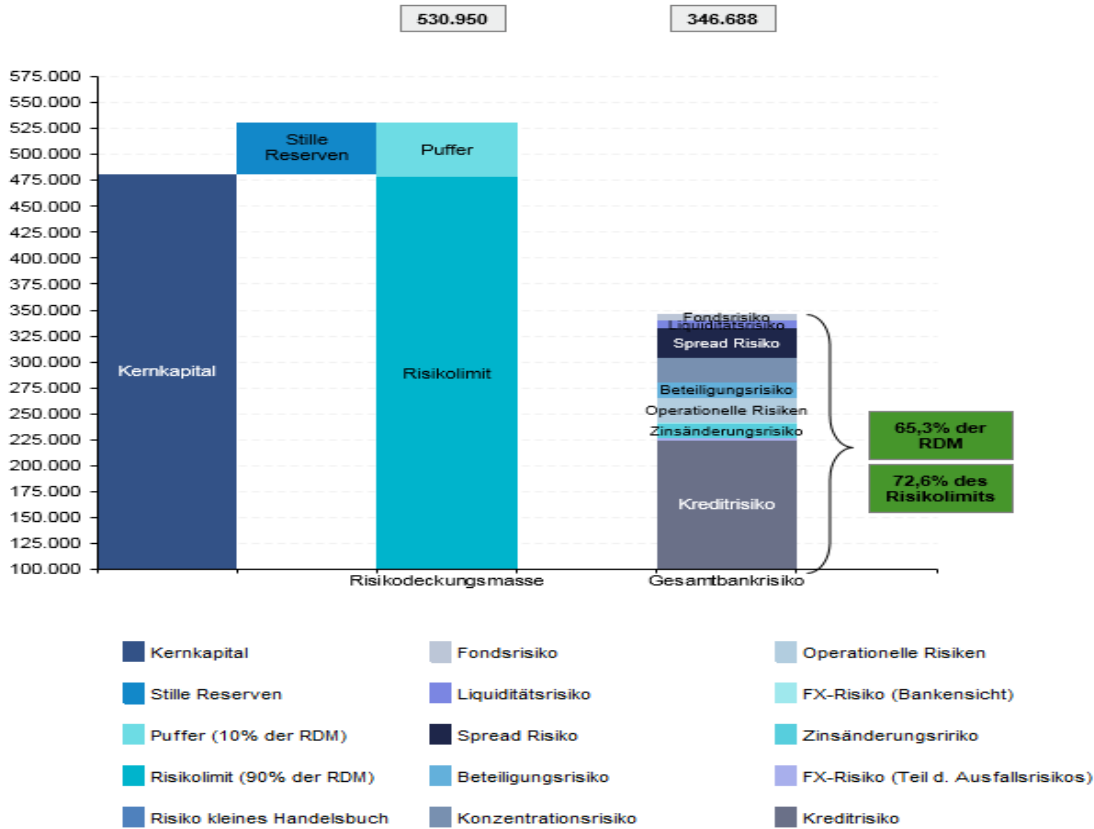 530.950
346.688
575.000
550.000
525.000
500.000
475.000
450.000
425.000
400.000
375.000
350.000
325.000
300.000
275.000
250.000
225.000
200.000
175.000
150.000
125.000
100.000
Kernkapital
Stille
Reserven
Puffer
Risikolimit
Fondsrisiko
Liquiditätsrisiko
Spread Risiko
Beteiligungsrisiko
Operationelle Risiken
Zinsänderungsrisiko
Kreditrisiko
65,3% der
RDM
72,6% des
Risikolimits
Risikodeckungsmasse
Gesamtbankrisiko
Kernkapital
Fondsrisiko
Operationelle Risiken
Stille Reserven
Liquiditätsrisiko
FX-Risiko (Bankensicht)
Puffer (10% der RDM)
Spread Risiko
Zinsänderungsririko
Risikolimit (90% der RDM)
Beteiligungsrisiko
FX-Risiko (Teil d. Ausfallsrisikos)
Risiko kleines Handelsbuch
Konzentrationsrisiko
Kreditrisiko